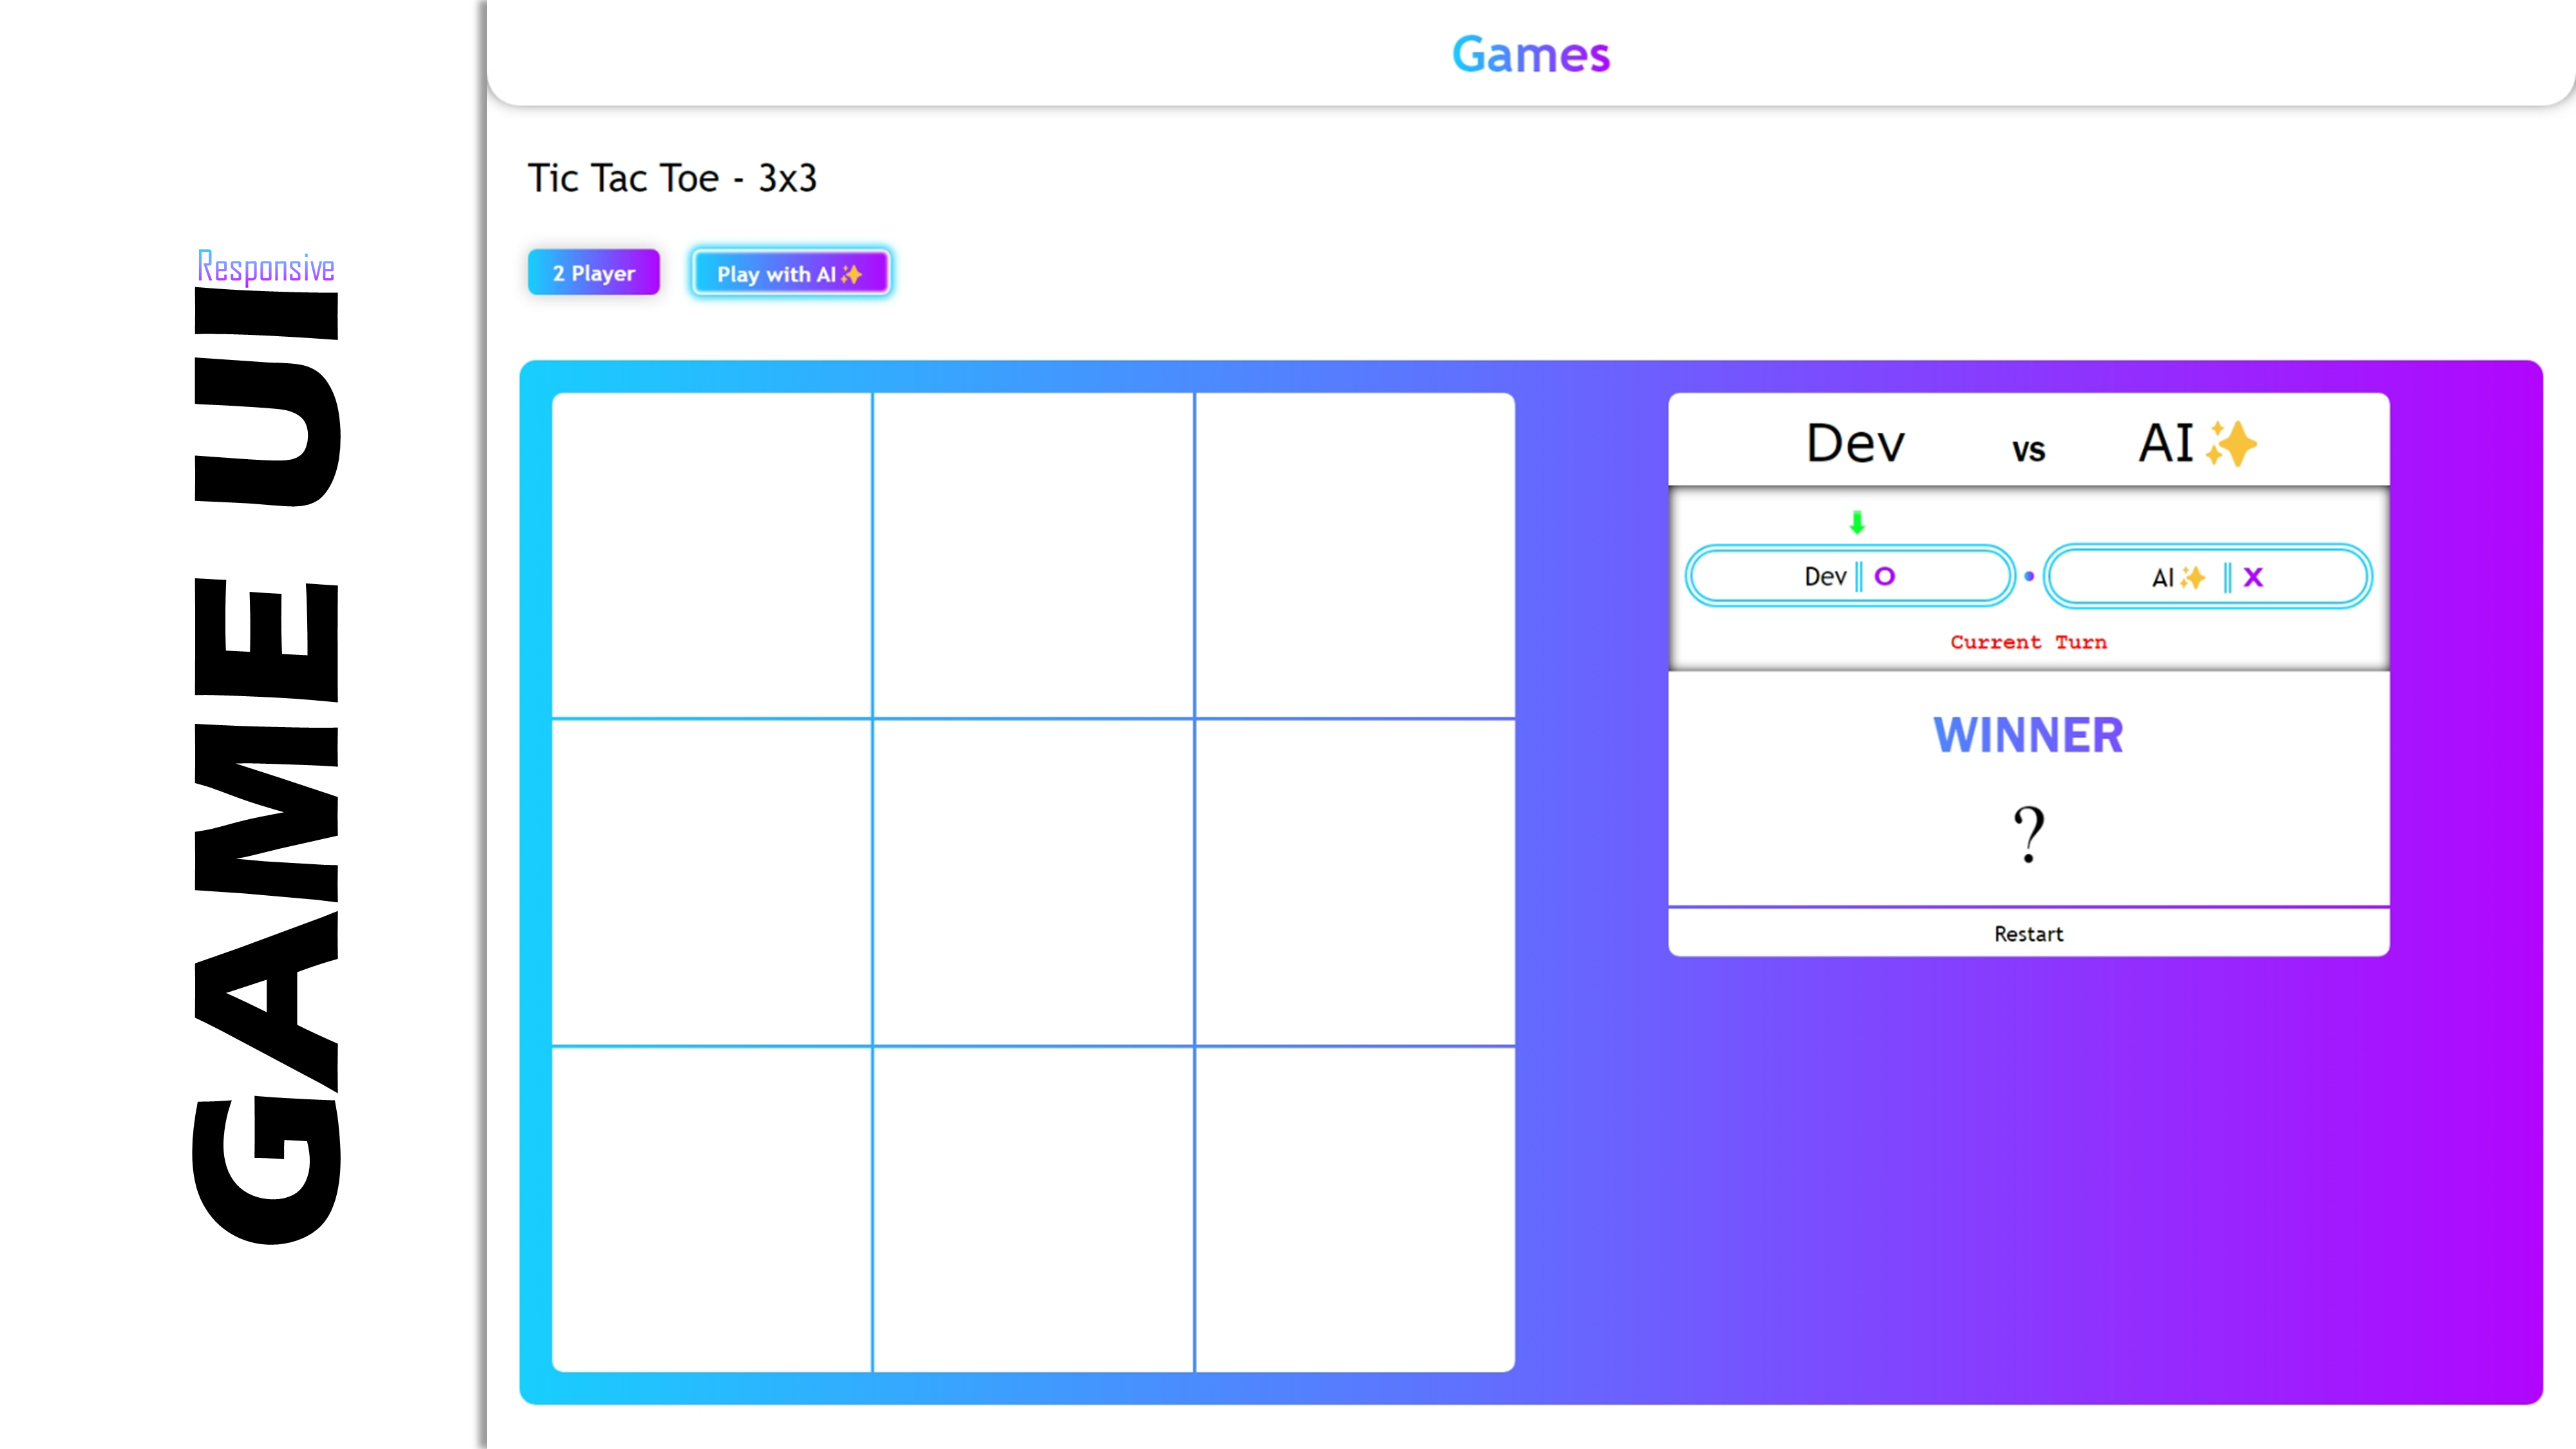 Responsive
GAME UI
Games
Tic Tac Toe - 3x3
2 Player
Play with AI✨
Dev vs AI✨
Dev || O • AI✨ || X
Current Turn
WINNER
?
Restart